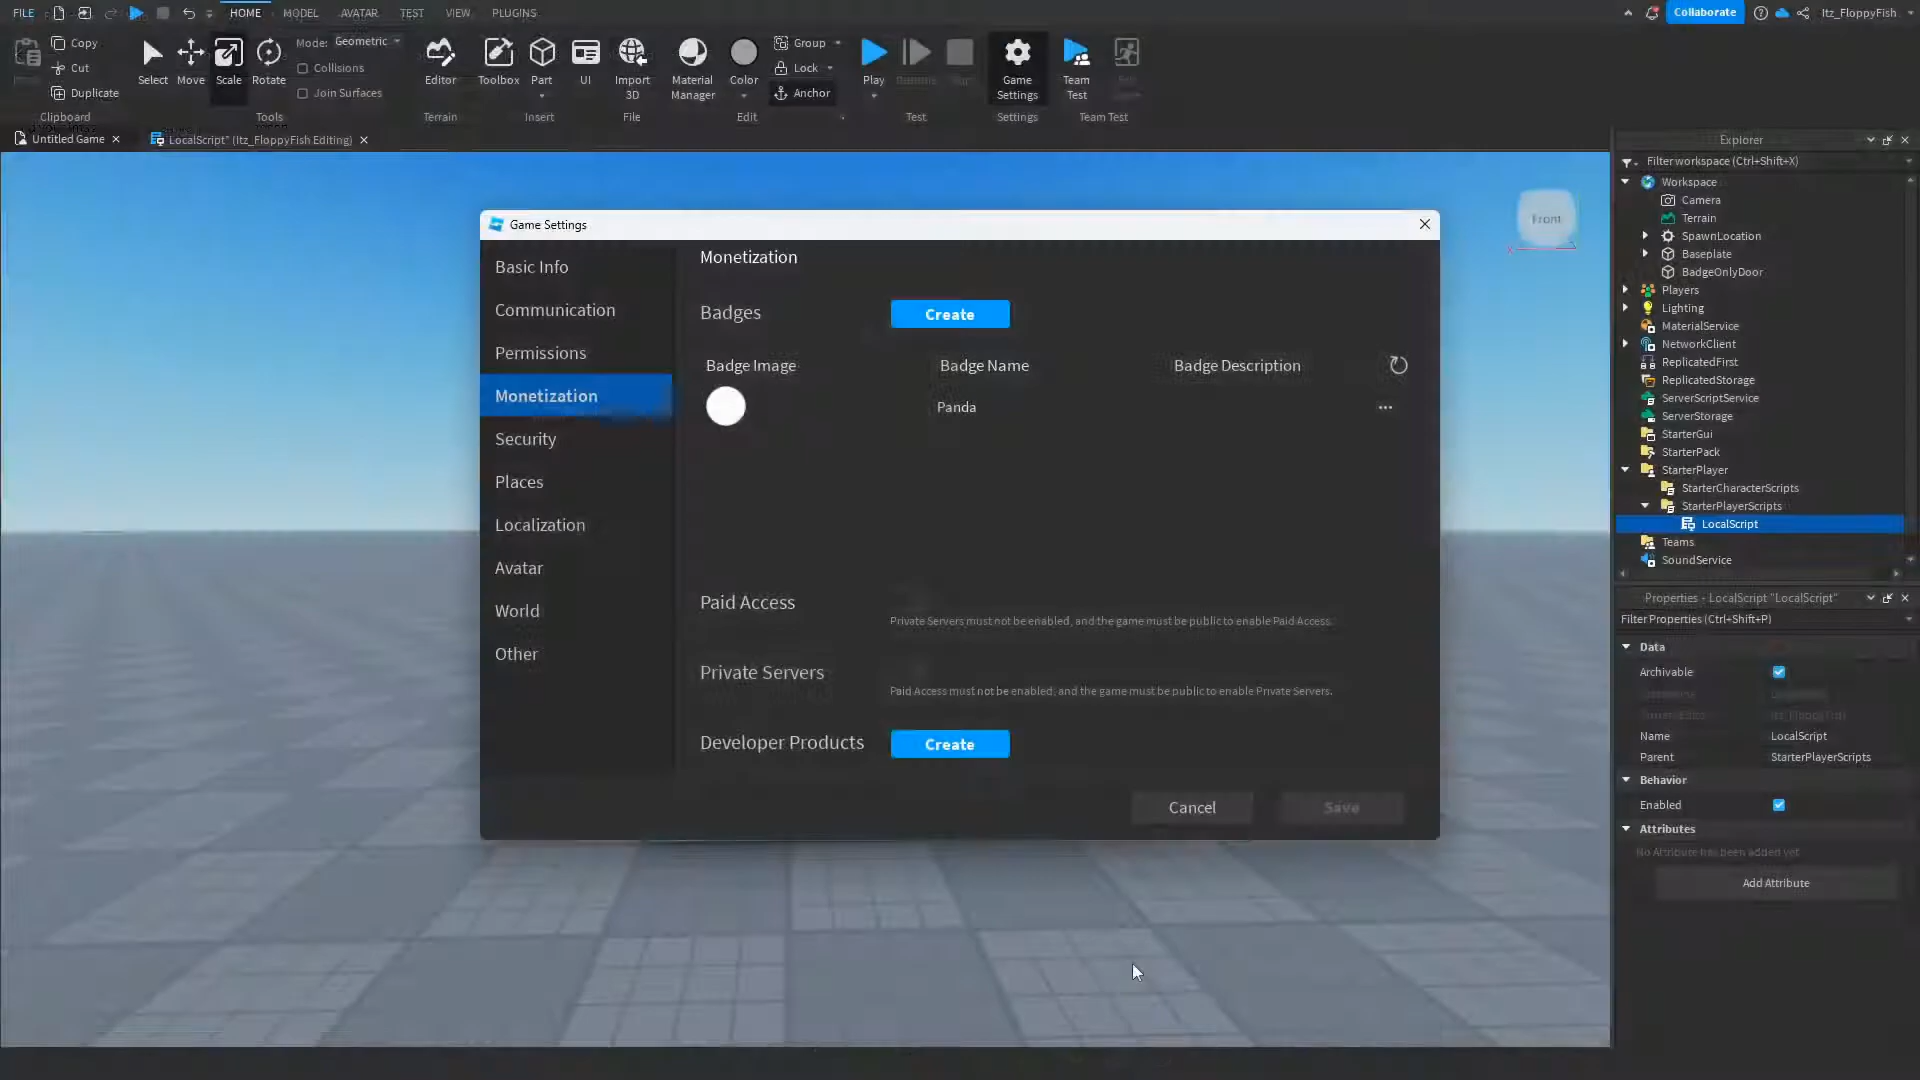 FILE HOME MODEL AVATAR TEST VIEW PLUGINS Collaborate Itz_FloppyFish
Copy
Cut
Duplicate
Clipboard
Select Move Scale Rotate
Mode: Geometric
Collisions
Join Surfaces
Tools
Editor
Terrain
Toolbox Part UI
Insert
Import
3D
File
Material
Manager
Color
Group
Lock
Anchor
Edit
Play
Test
Game
Settings
Settings
Team
Test
Team Test
Untitled Game
LocalScript* (Itz_FloppyFish Editing)
Front
X
Game Settings
Basic Info
Communication
Permissions
Monetization
Security
Places
Localization
Avatar
World
Other
Monetization
Badges Create
Badge Image Badge Name Badge Description
Panda
Paid Access
Private Servers must not be enabled, and the game must be public to enable Paid Access.
Private Servers
Paid Access must not be enabled, and the game must be public to enable Private Servers.
Developer Products Create
Cancel Save
Explorer
Filter workspace (Ctrl+Shift+X)
Workspace
Camera
Terrain
SpawnLocation
Baseplate
BadgeOnlyDoor
Players
Lighting
MaterialService
NetworkClient
ReplicatedFirst
ReplicatedStorage
ServerScriptService
ServerStorage
StarterGui
StarterPack
StarterPlayer
StarterCharacterScripts
StarterPlayerScripts
LocalScript
Teams
SoundService
Properties - LocalScript "LocalScript"
Filter Properties (Ctrl+Shift+P)
Data
Archivable
Name LocalScript
Parent StarterPlayerScripts
Behavior
Enabled
Attributes
No Attribute has been added yet
Add Attribute